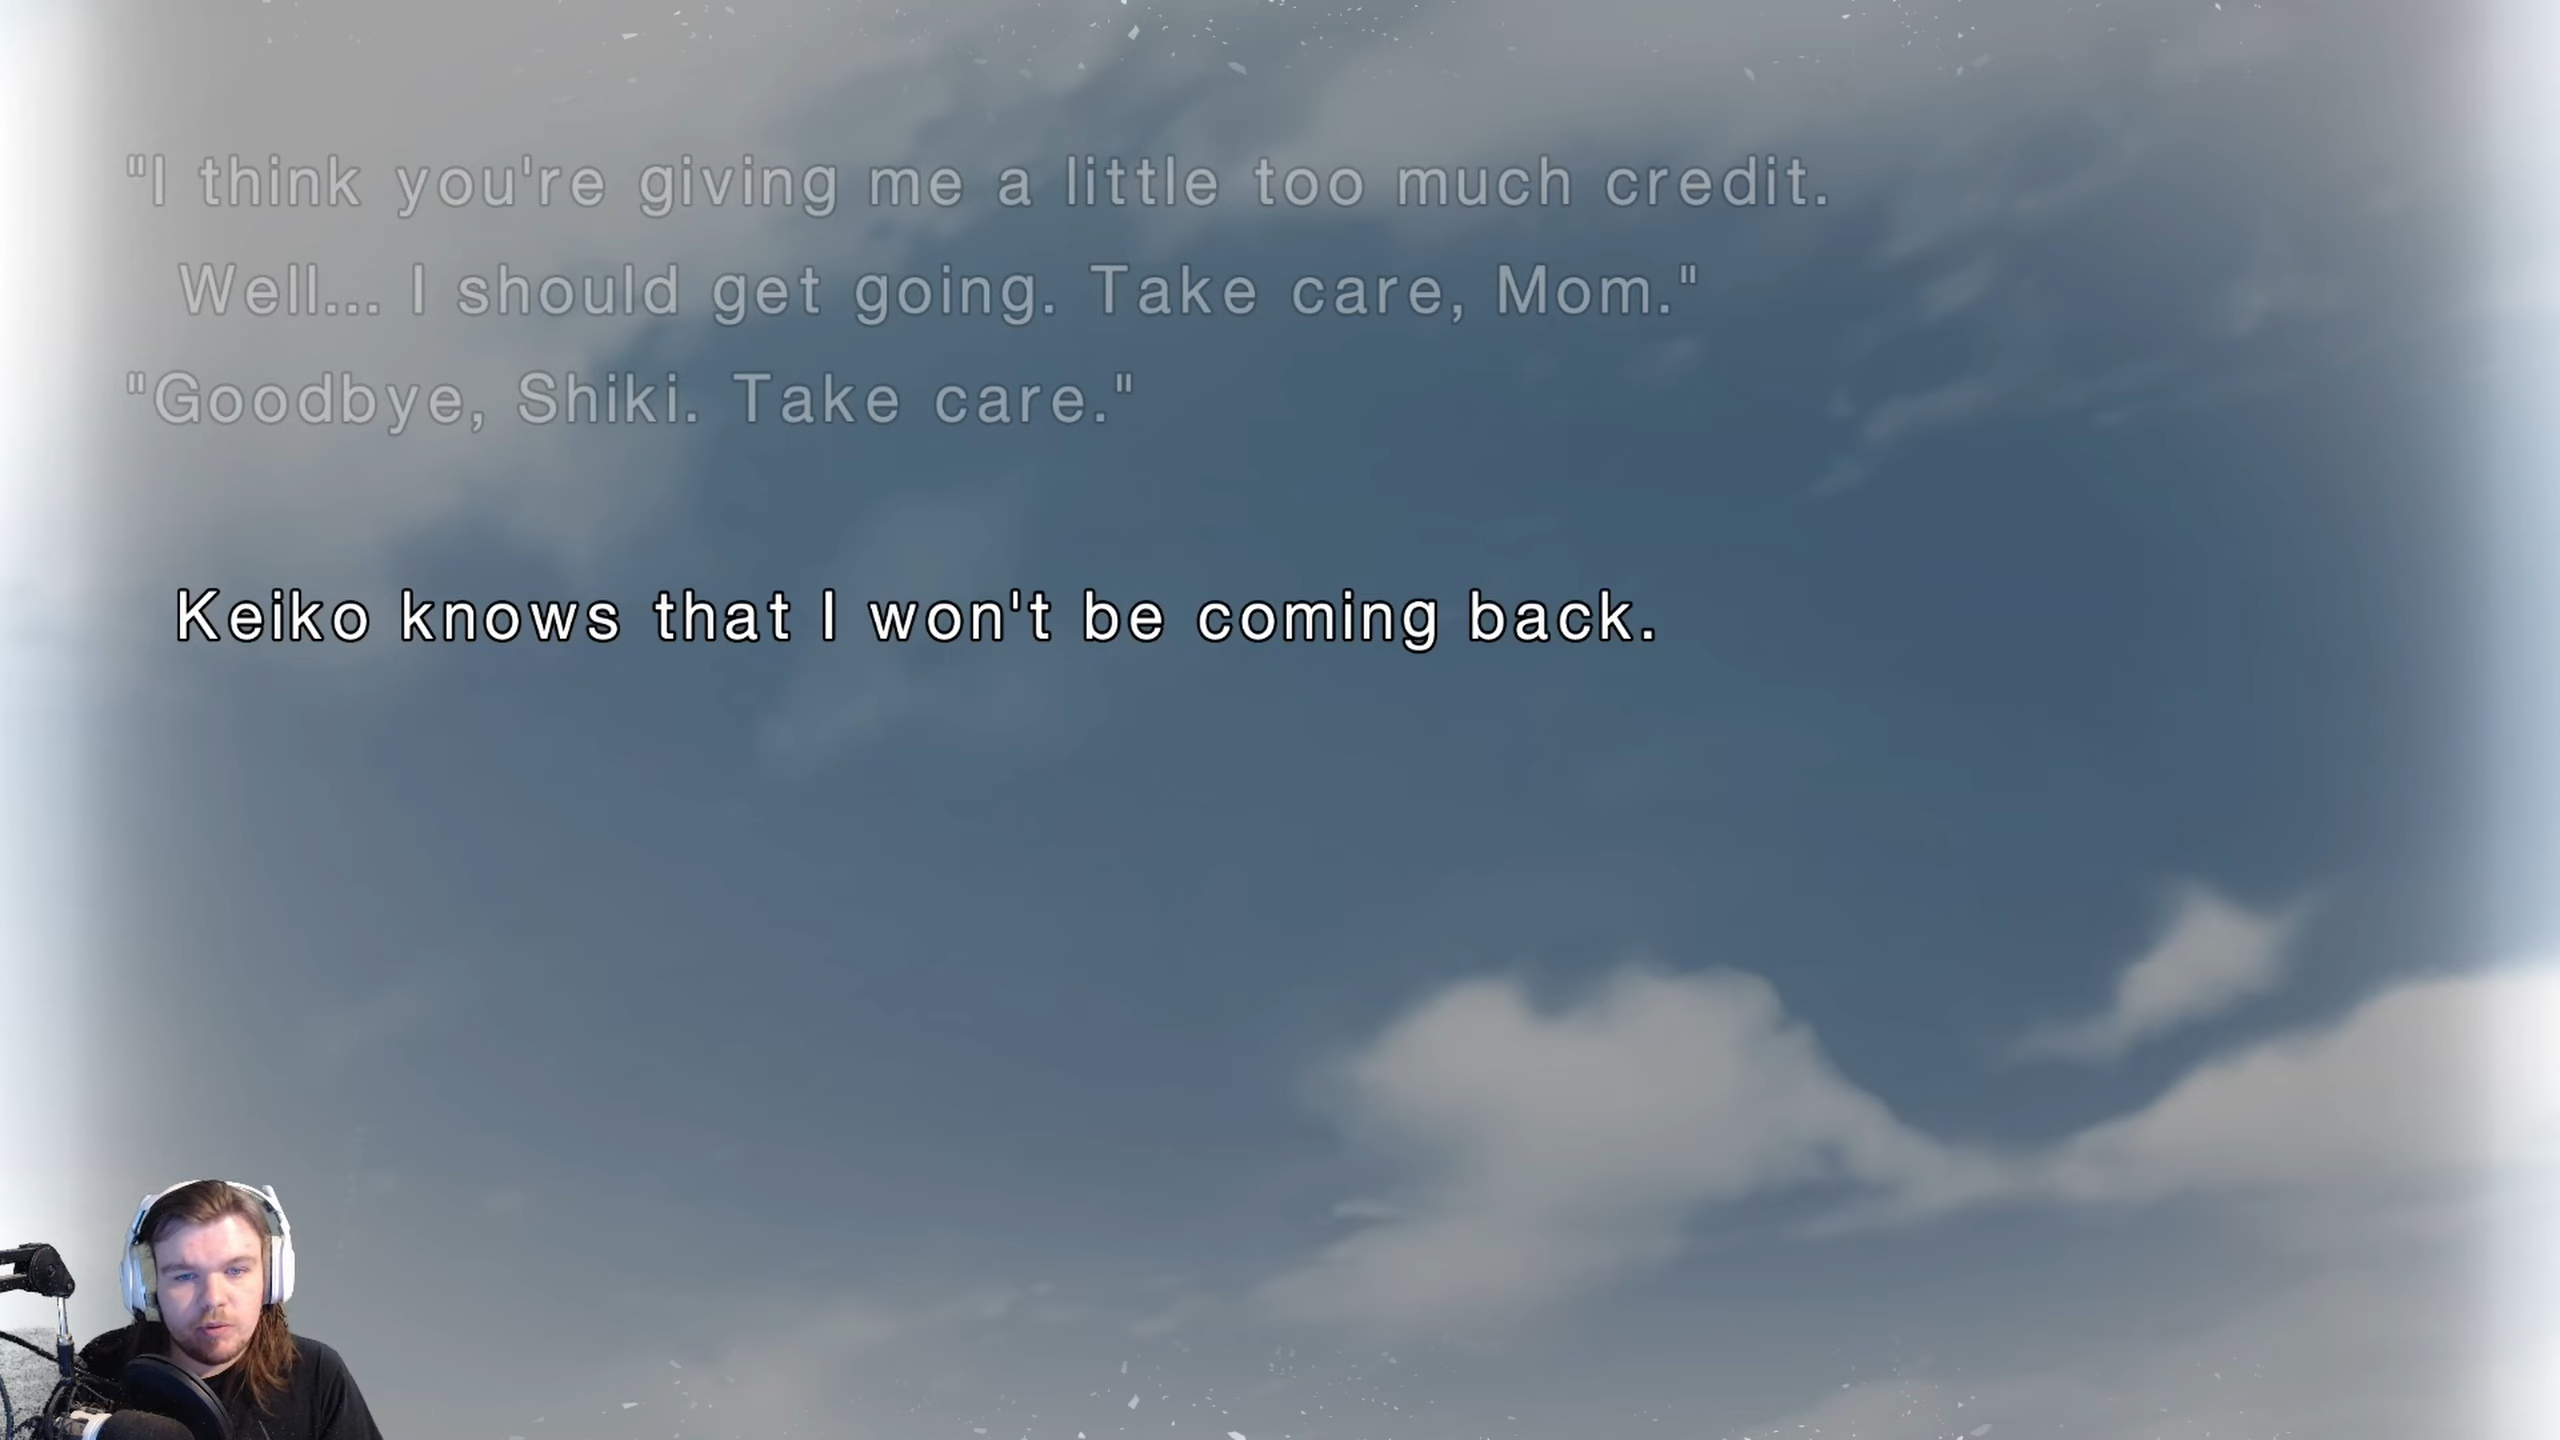 "I think you're giving me a little too much credit.
Well... I should get going. Take care, Mom."
"Goodbye, Shiki. Take care."
Keiko knows that I won't be coming back.